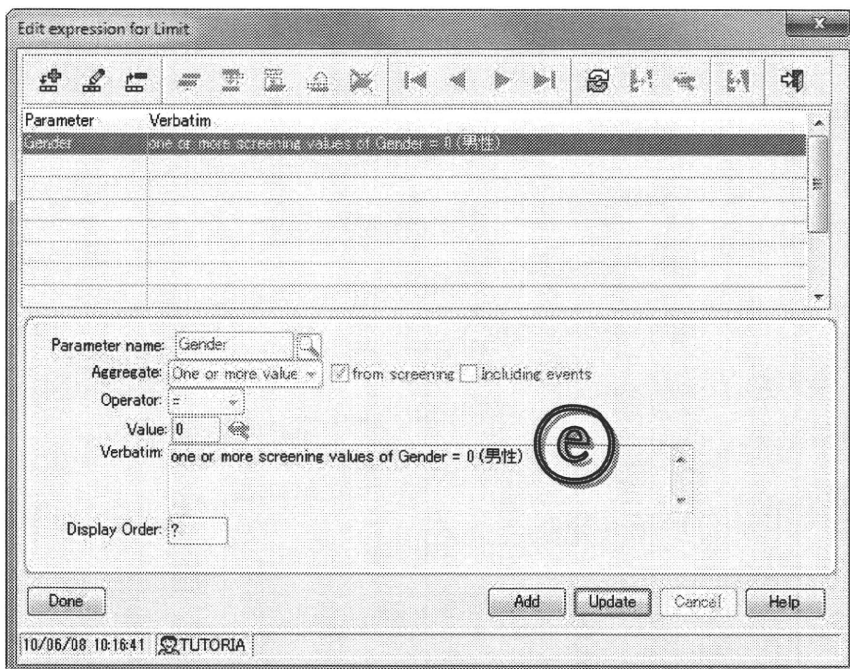 Edit expression for Limit
Parameter Verbatim
Gender one or more screening values of Gender = 0 (男性)
Parameter name: Gender
Aggregate: One or more value from screening including events
Operator: =
Value: 0
Verbatim: one or more screening values of Gender = 0 (男性)
e
Display Order: ?
Done Add Update Cancel Help
10/06/08 10:16:41 TUTORIA